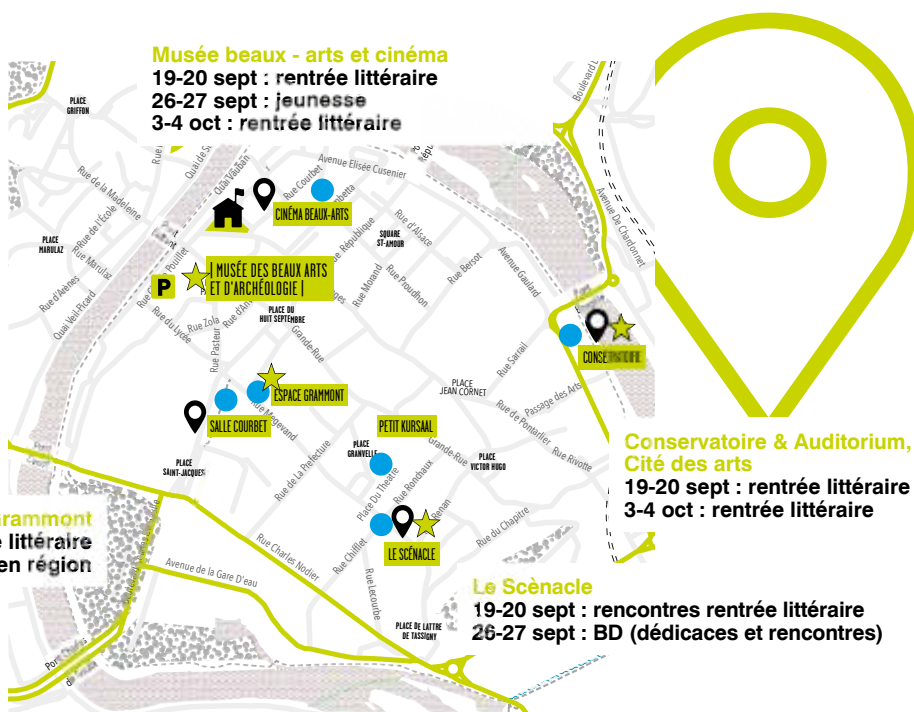 Musée beaux - arts et cinéma
19-20 sept : rentrée littéraire
26-27 sept : jeunesse
3-4 oct : rentrée littéraire
PLACE
GRIFFON
Quai Vauban
Avenue Elisée Cusenier
Boulevard
Rue Courbet
Rue de la Madeleine
Rue de l'École
CINÉMA BEAUX-ARTS
Avenue De Chardonnet
PLACE
MARULAZ
Rue Marulaz
SQUARE
ST-AMOUR
Rue d'Alsace
République
Rue d'Arènes
Quai Veil-Picard
P
| MUSÉE DES BEAUX ARTS
ET D'ARCHÉOLOGIE |
Rue Morand
Rue Proudhon
Rue Bersot
Avenue Gaulard
Rue du Lycée
Rue Zola
PLACE DU
HUIT SEPTEMBRE
Rue Pasteur
Grande-Rue
Rue Sarrail
CONSERVATOIRE
PLACE
JEAN CORNET
Passage des Arts
ESPACE GRAMMONT
SALLE COURBET
Rue Megevand
PETIT KURSAAL
Rue de Pontarlier
Rue Rivotte
PLACE
SAINT-JACQUES
Rue de La Préfecture
PLACE
GRANVELLE
Grande-Rue
PLACE
VICTOR HUGO
Conservatoire & Auditorium,
Cité des arts
19-20 sept : rentrée littéraire
3-4 oct : rentrée littéraire
Place Du Théatre
Rue Ronchaux
Renan
Rue du Chapitre
littéraire
en région
Rue Charles Nodier
Rue Chifflet
LE SCÉNACLE
Avenue de la Gare D'eau
Rue Lecourbe
Le Scènacle
19-20 sept : rencontres rentrée littéraire
26-27 sept : BD (dédicaces et rencontres)
PLACE DE LATTRE
DE TASSIGNY